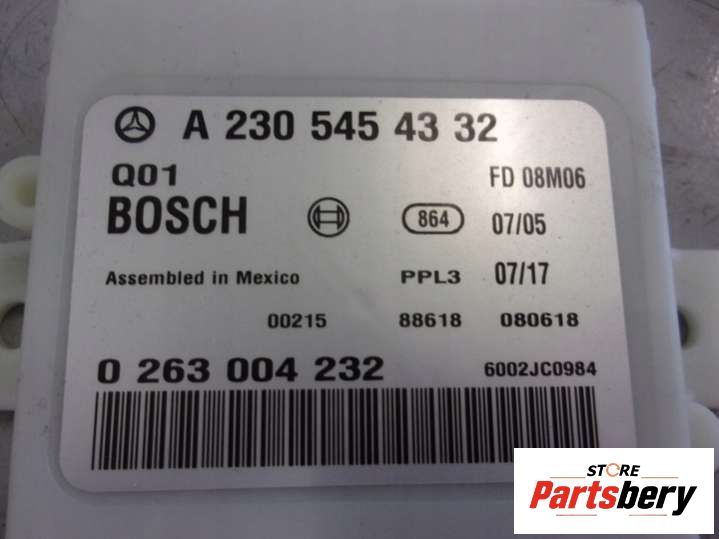 A 230 545 43 32
Q01
FD 08M06
BOSCH
864
07/05
Assembled in Mexico
PPL3
07/17
00215
88618
080618
0 263 004 232
6002JC0984
STORE
Partsbery